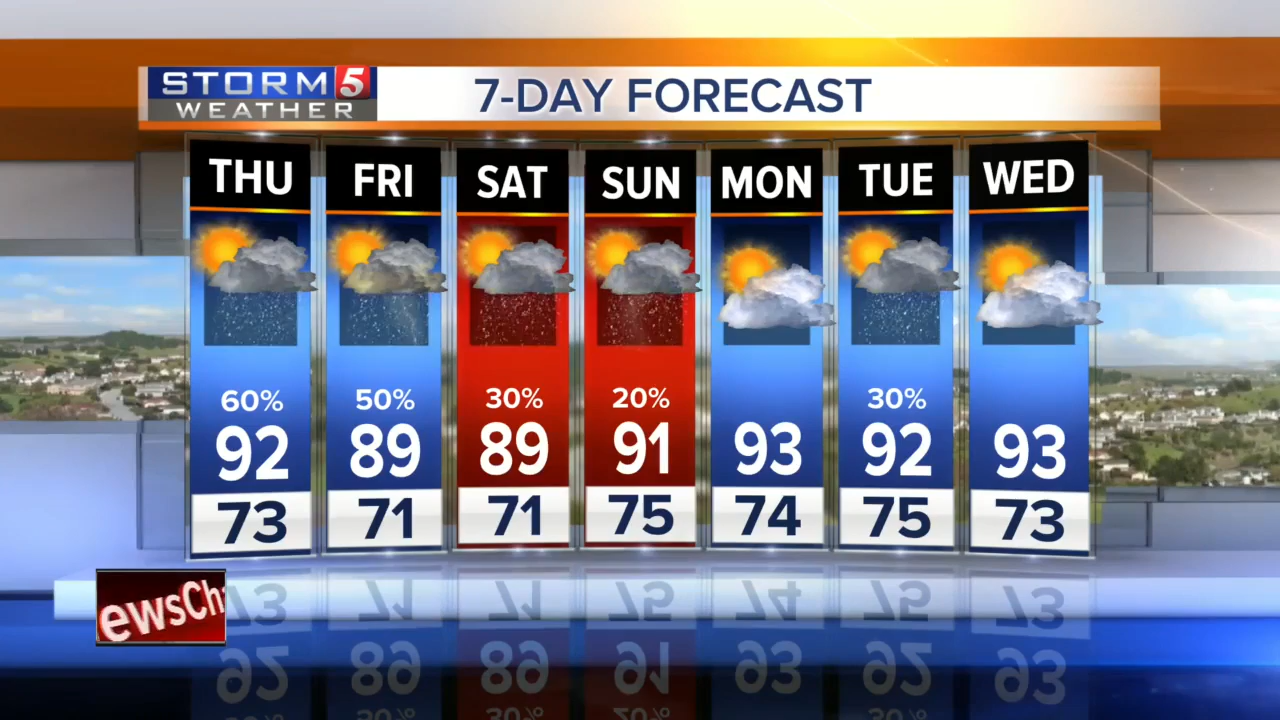 STORM 5
WEATHER
7-DAY FORECAST
THU FRI SAT SUN MON TUE WED
60% 50% 30% 20% 30%
92 89 89 91 93 92 93
73 71 71 75 74 75 73
ewsCh